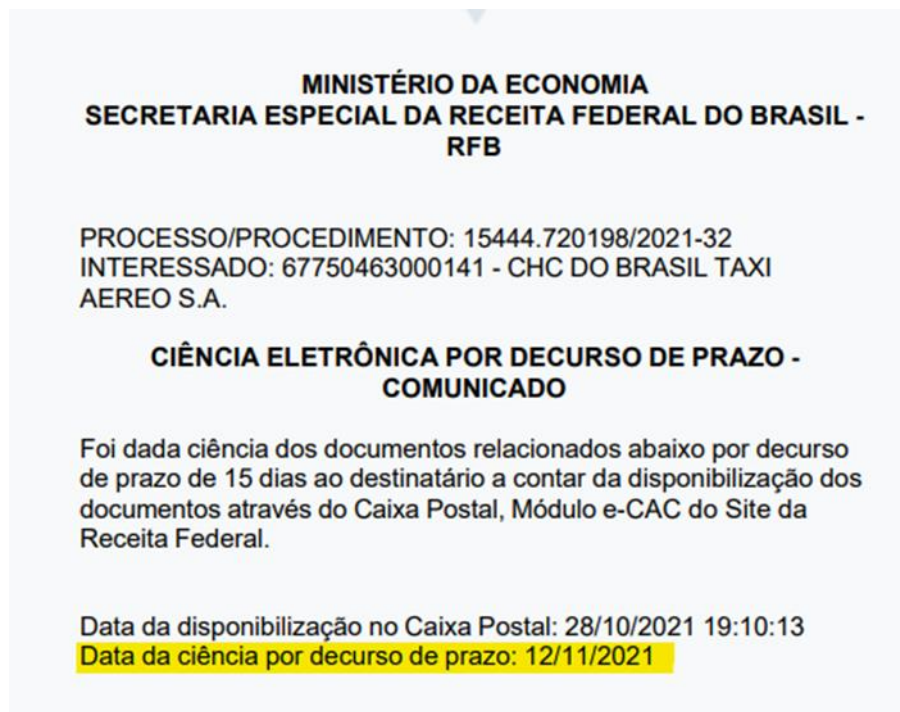 MINISTÉRIO DA ECONOMIA
SECRETARIA ESPECIAL DA RECEITA FEDERAL DO BRASIL -
RFB
PROCESSO/PROCEDIMENTO: 15444.720198/2021-32
INTERESSADO: 67750463000141 - CHC DO BRASIL TAXI
AEREO S.A.
CIÊNCIA ELETRÔNICA POR DECURSO DE PRAZO -
COMUNICADO
Foi dada ciência dos documentos relacionados abaixo por decurso
de prazo de 15 dias ao destinatário a contar da disponibilização dos
documentos através do Caixa Postal, Módulo e-CAC do Site da
Receita Federal.
Data da disponibilização no Caixa Postal: 28/10/2021 19:10:13
Data da ciência por decurso de prazo: 12/11/2021